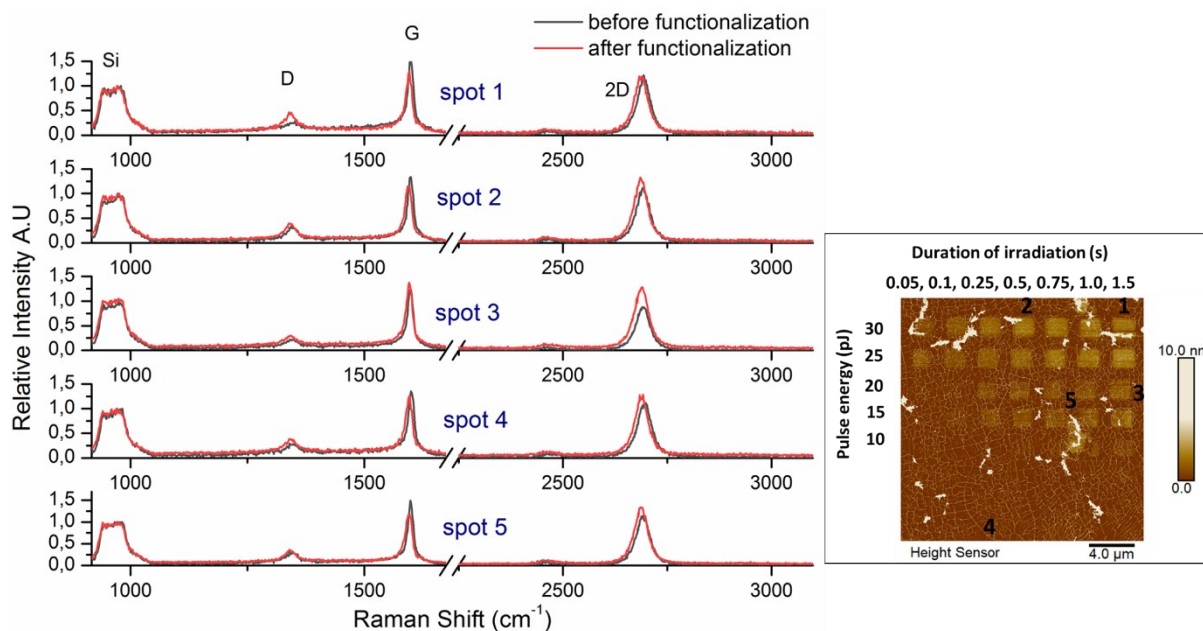 before functionalization
after functionalization
Relative Intensity A.U
Si
D
G
2D
spot 1
1,5
1,0
0,5
0,0
1000
1500
2500
3000
spot 2
1,5
1,0
0,5
0,0
1000
1500
2500
3000
spot 3
1,5
1,0
0,5
0,0
1000
1500
2500
3000
spot 4
1,5
1,0
0,5
0,0
1000
1500
2500
3000
spot 5
1,5
1,0
0,5
0,0
1000
1500
2500
3000
Raman Shift (cm⁻¹)
Duration of irradiation (s)
0.05, 0.1, 0.25, 0.5, 0.75, 1.0, 1.5
Pulse energy (pJ)
30
25
20
15
10
2
1
3
5
4
10.0 nm
0.0
Height Sensor
4.0 µm